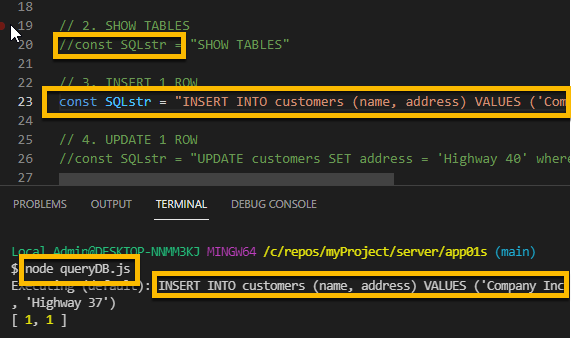 18
19 // 2. SHOW TABLES
20 //const SQLstr = "SHOW TABLES"
21
22 // 3. INSERT 1 ROW
23 const SQLstr = "INSERT INTO customers (name, address) VALUES ('Com
24
25 // 4. UPDATE 1 ROW
26 //const SQLstr = "UPDATE customers SET address = 'Highway 40' where
27
PROBLEMS OUTPUT TERMINAL DEBUG CONSOLE
Local Admin@DESKTOP-NNMM3KJ MINGW64 /c/repos/myProject/server/app01s (main)
$ node queryDB.js
Executing (default): INSERT INTO customers (name, address) VALUES ('Company Inc
, 'Highway 37')
[ 1, 1 ]